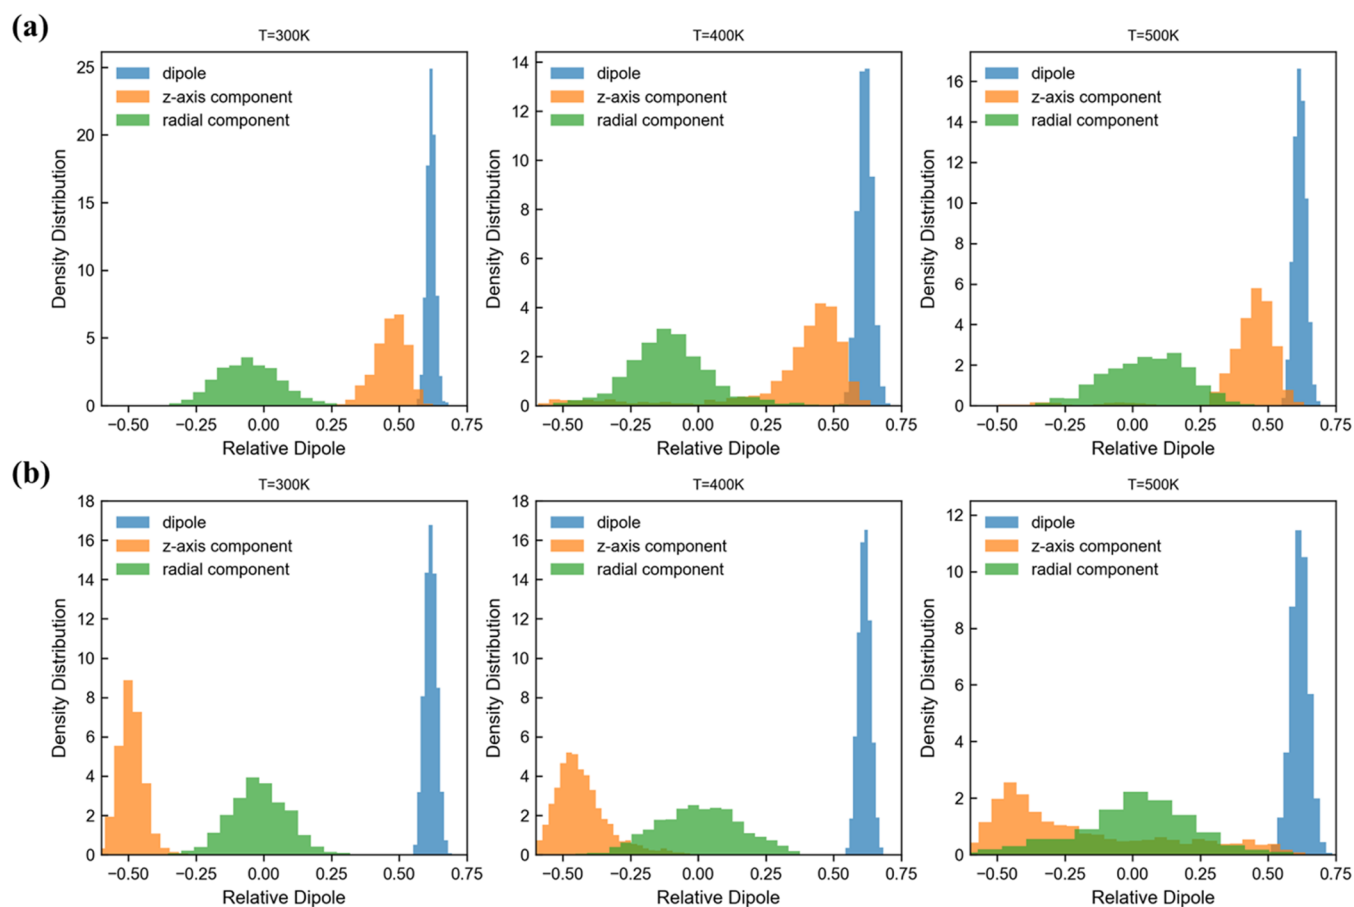 (a)
T=300K
dipole
z-axis component
radial component
25
20
15
10
5
0
Density Distribution
−0.50 −0.25 0.00 0.25 0.50 0.75
Relative Dipole
T=400K
dipole
z-axis component
radial component
14
12
10
8
6
4
2
0
Density Distribution
−0.50 −0.25 0.00 0.25 0.50 0.75
Relative Dipole
T=500K
dipole
z-axis component
radial component
16
14
12
10
8
6
4
2
0
Density Distribution
−0.50 −0.25 0.00 0.25 0.50 0.75
Relative Dipole
(b)
T=300K
dipole
z-axis component
radial component
18
16
14
12
10
8
6
4
2
0
Density Distribution
−0.50 −0.25 0.00 0.25 0.50 0.75
Relative Dipole
T=400K
dipole
z-axis component
radial component
18
16
14
12
10
8
6
4
2
0
Density Distribution
−0.50 −0.25 0.00 0.25 0.50 0.75
Relative Dipole
T=500K
dipole
z-axis component
radial component
12
10
8
6
4
2
0
Density Distribution
−0.50 −0.25 0.00 0.25 0.50 0.75
Relative Dipole